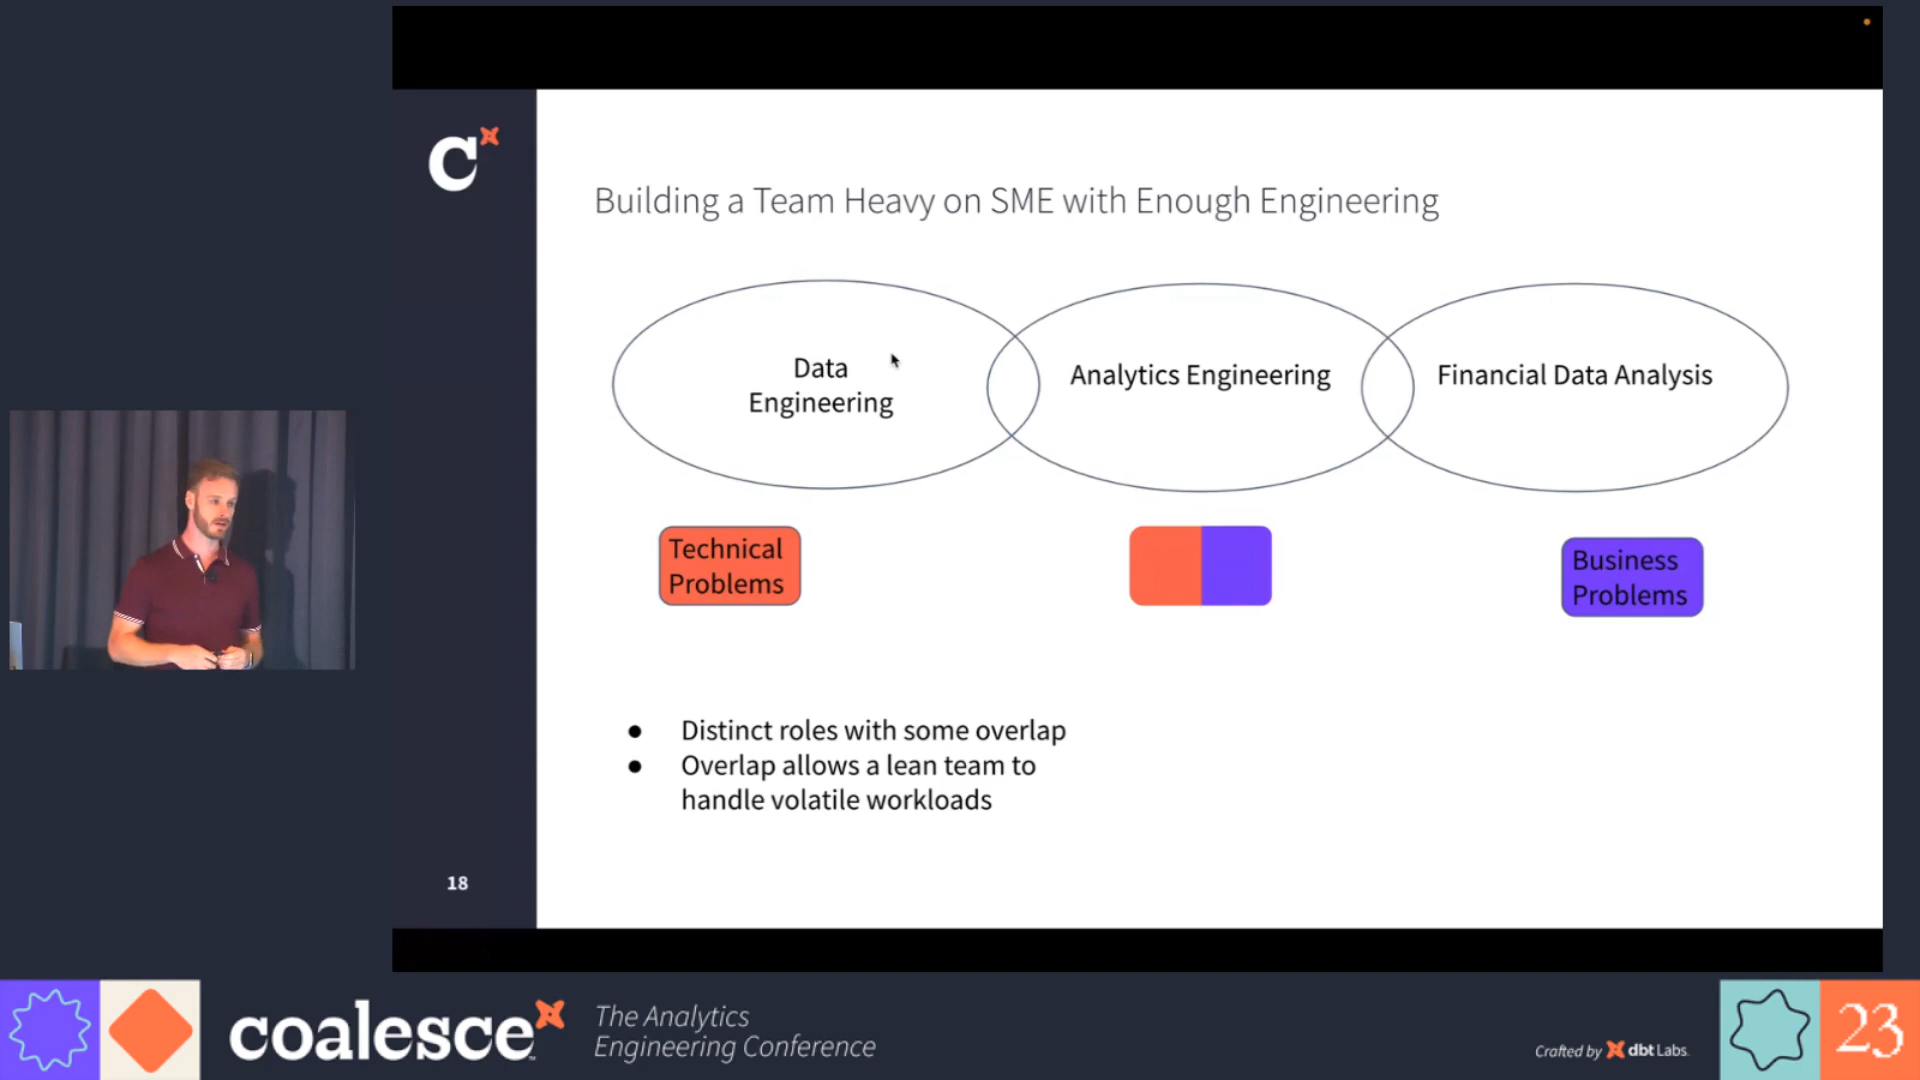 C
Building a Team Heavy on SME with Enough Engineering
Data
Engineering
Analytics Engineering
Financial Data Analysis
Technical
Problems
Business
Problems
● Distinct roles with some overlap
● Overlap allows a lean team to
handle volatile workloads
18
coalesce
The Analytics
Engineering Conference
Crafted by dbt Labs.
23